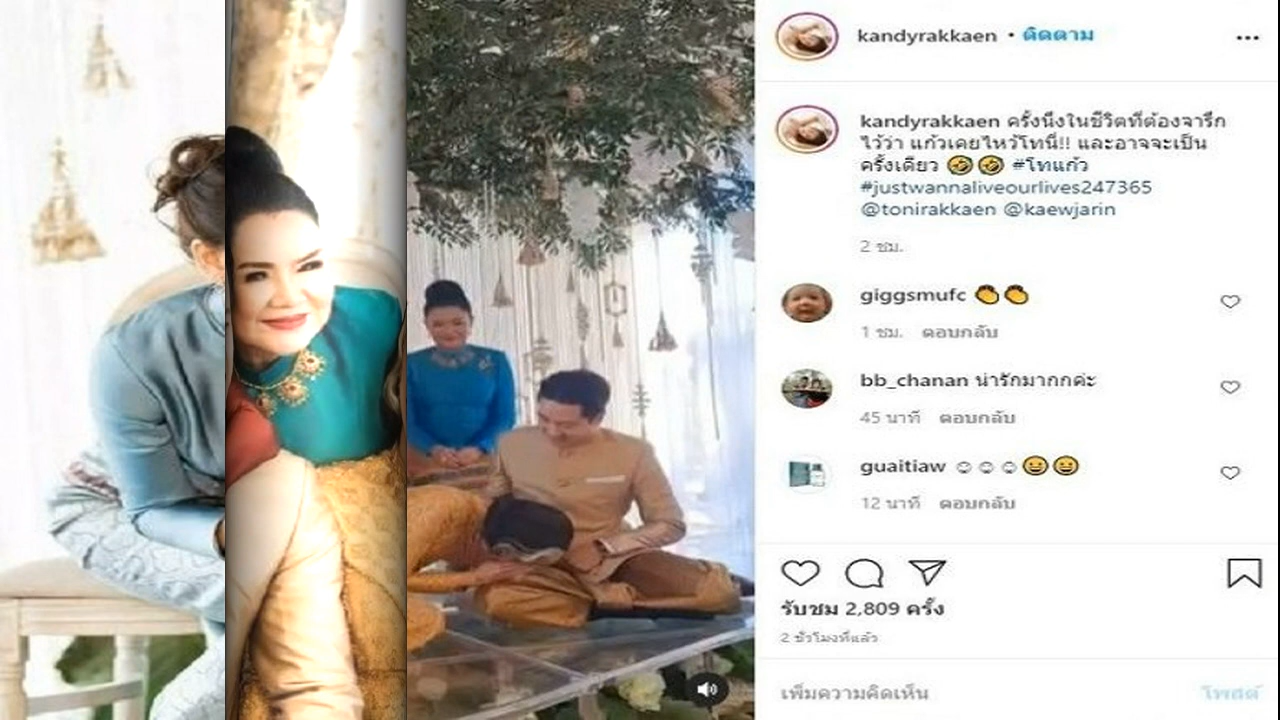 kandyrakkaen • ติดตาม
kandyrakkaen ครั้งนึงในชีวิตที่ต้องจารึก
ไว้ว่า แก้วเคยไหว้โทนี่!! และอาจจะเป็น
ครั้งเดียว 🤣🤣 #โทแก้ว
#justwannaliveourlives247365
@tonirakkaen @kaewjarin
2 ชม.
giggsmufc 👏👏
1 ชม. ตอบกลับ
bb_chanan น่ารักมากกค่ะ
45 นาที ตอบกลับ
guaitiaw ☺☺☺😀😀
12 นาที ตอบกลับ
รับชม 2,809 ครั้ง
2 ชั่วโมงที่แล้ว
เพิ่มความคิดเห็น โพสต์